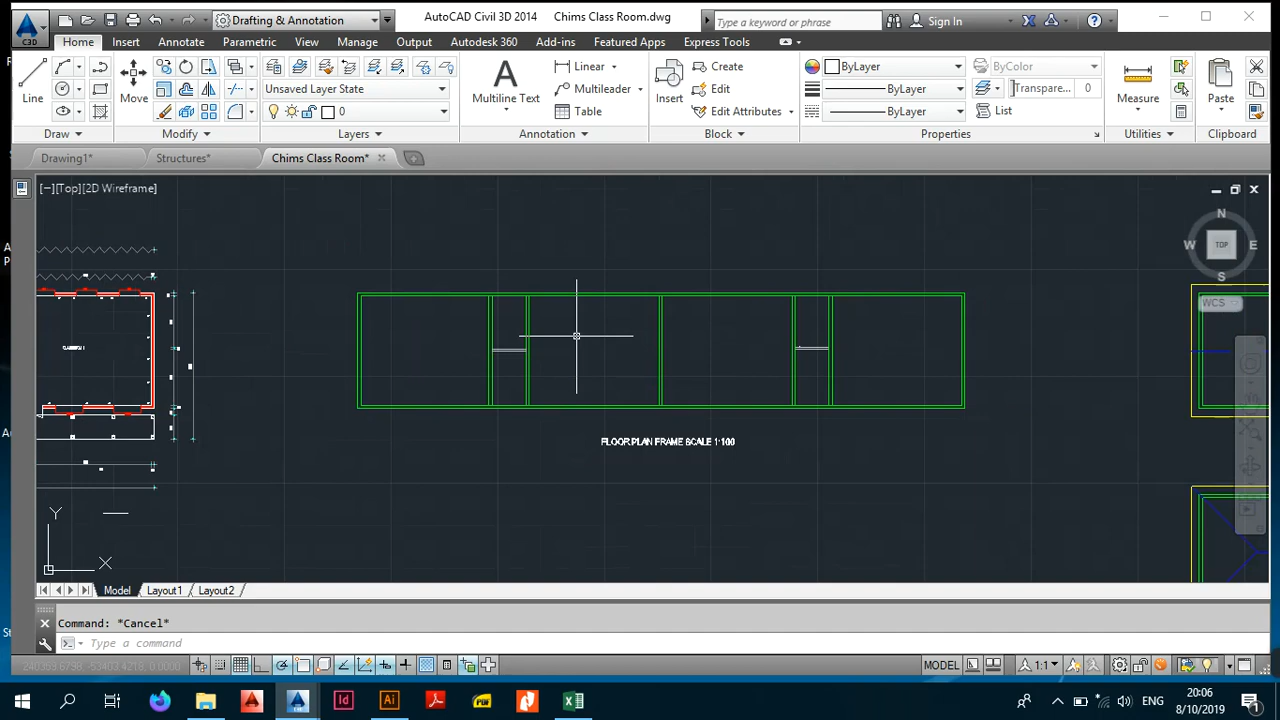 AutoCAD Civil 3D 2014 Chims Class Room.dwg
Drafting & Annotation
Type a keyword or phrase
Sign In
C3D
Home Insert Annotate Parametric View Manage Output Autodesk 360 Add-ins Featured Apps Express Tools
Line
Move
Unsaved Layer State
0
Multiline Text
Linear
Multileader
Table
Insert
Create
Edit
Edit Attributes
ByLayer
ByLayer
ByLayer
ByColor
Transpare... 0
List
Measure
Paste
Draw Modify Layers Annotation Block Properties Utilities Clipboard
Drawing1* Structures* Chims Class Room*
[−][Top][2D Wireframe]
N
W TOP E
S
WCS
FLOOR PLAN FRAME SCALE 1:100
Y
X
Model Layout1 Layout2
Command: *Cancel*
Type a command
MODEL 1:1
Id Ai PDF
ENG
20:06
8/10/2019
1